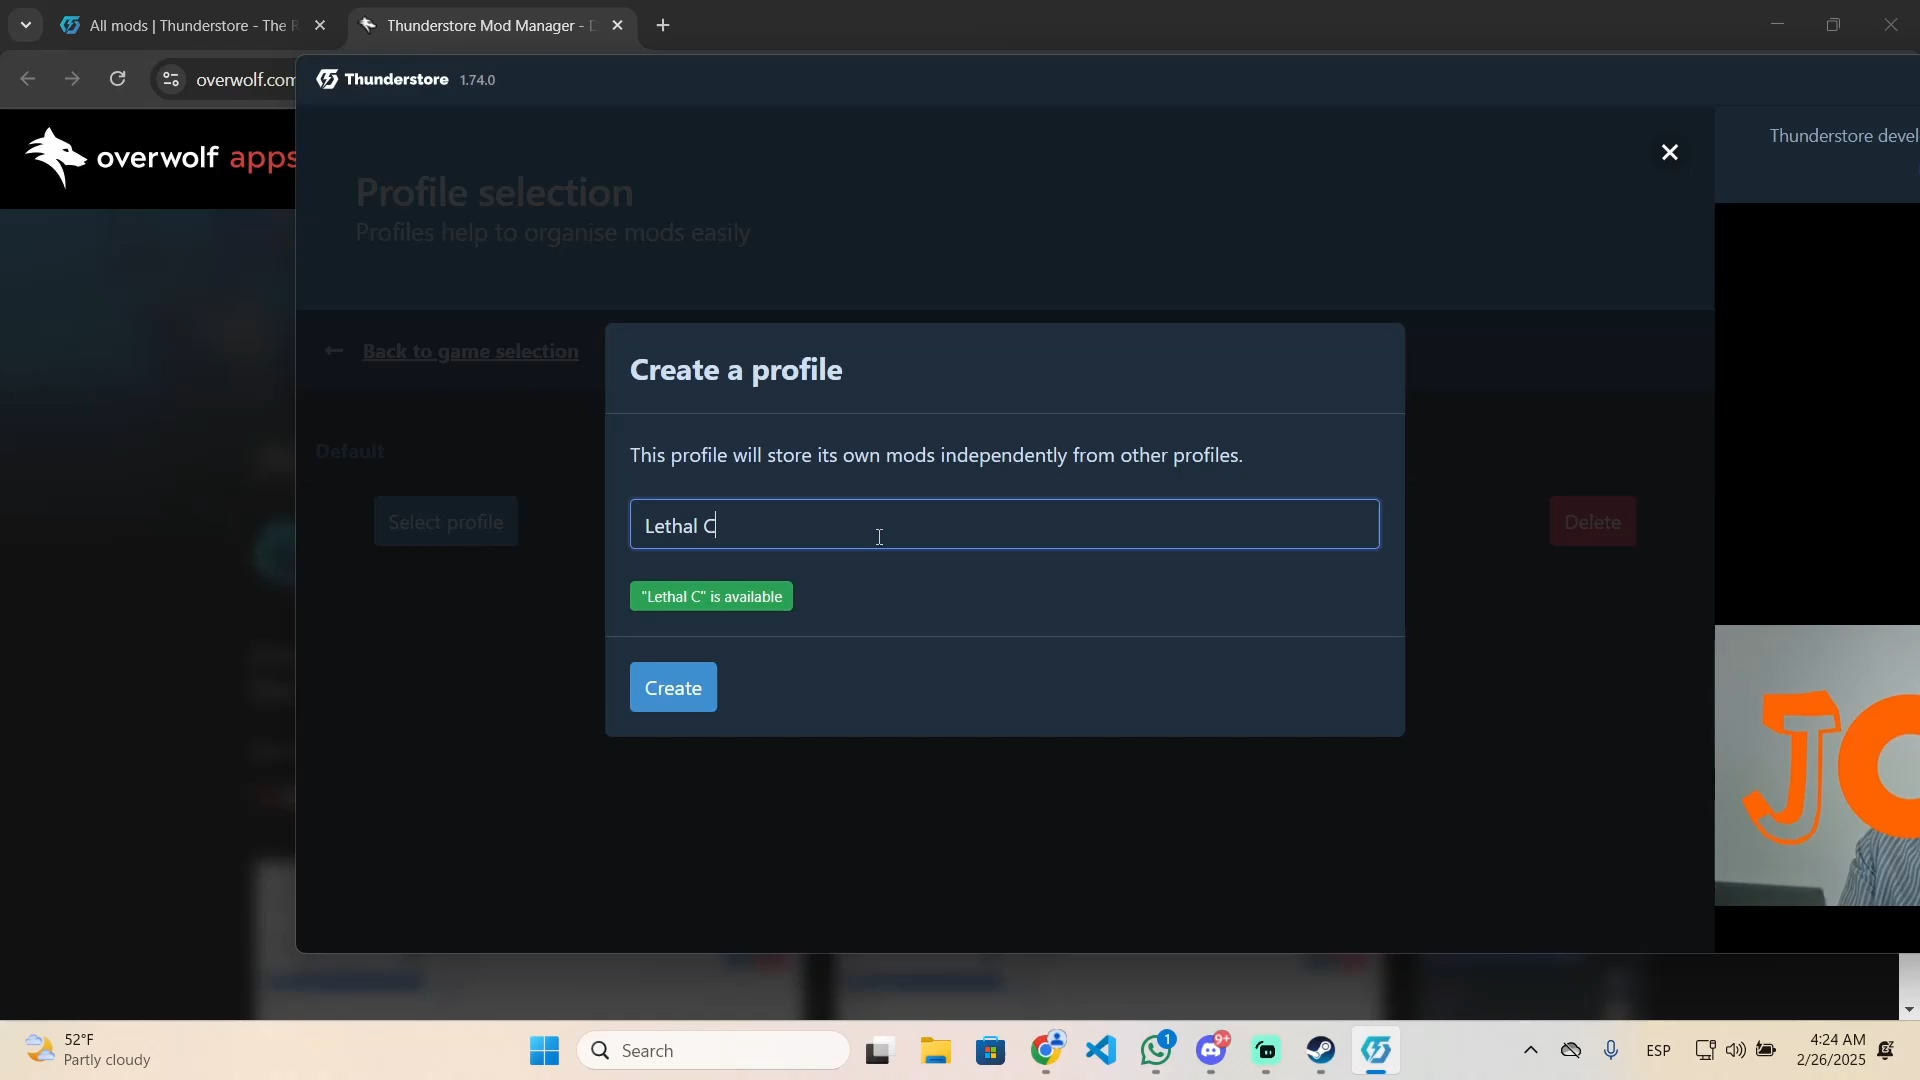 All mods | Thunderstore - The R
Thunderstore Mod Manager - D
overwolf.com
Thunderstore 1.74.0
overwolf apps
Thunderstore devel
Profile selection
Profiles help to organise mods easily
Back to game selection
Create a profile
Default
This profile will store its own mods independently from other profiles.
Select profile
Lethal C
Delete
"Lethal C" is available
Create
JO
52°F
Partly cloudy
Search
1
9+
ESP
4:24 AM
2/26/2025